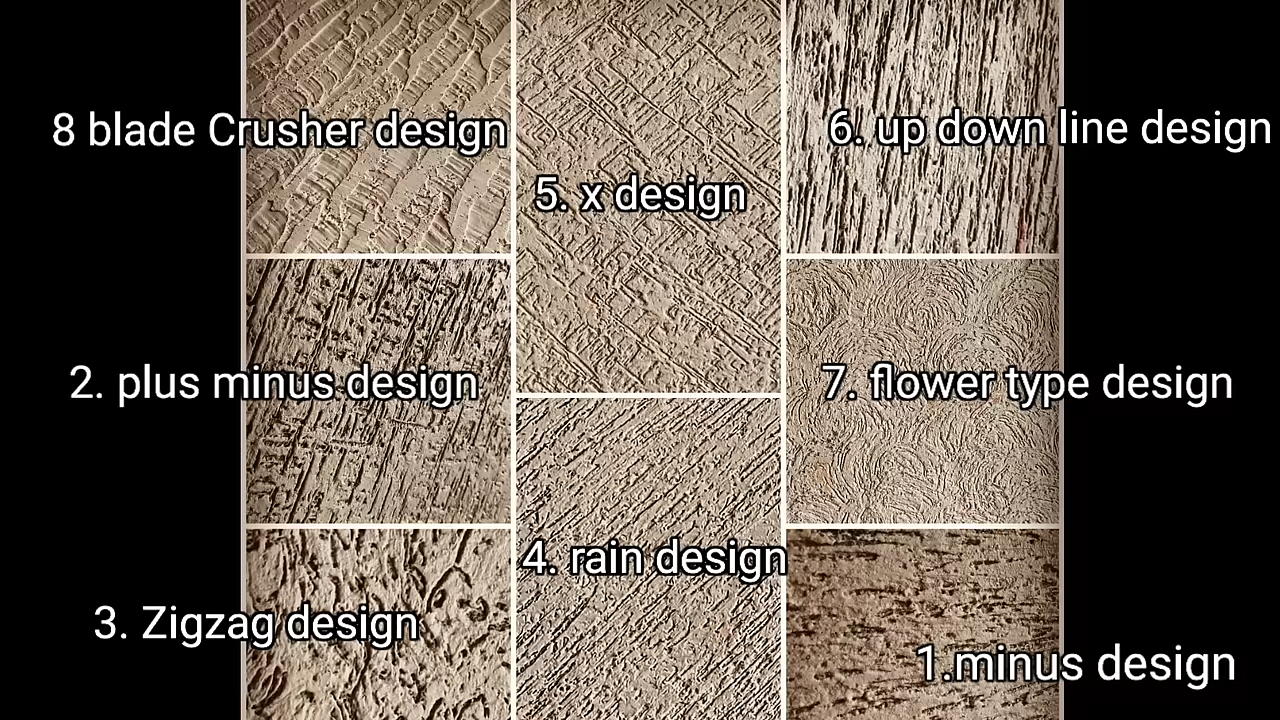 8 blade Crusher design
6. up down line design
5. x design
2. plus minus design
7. flower type design
4. rain design
3. Zigzag design
1.minus design